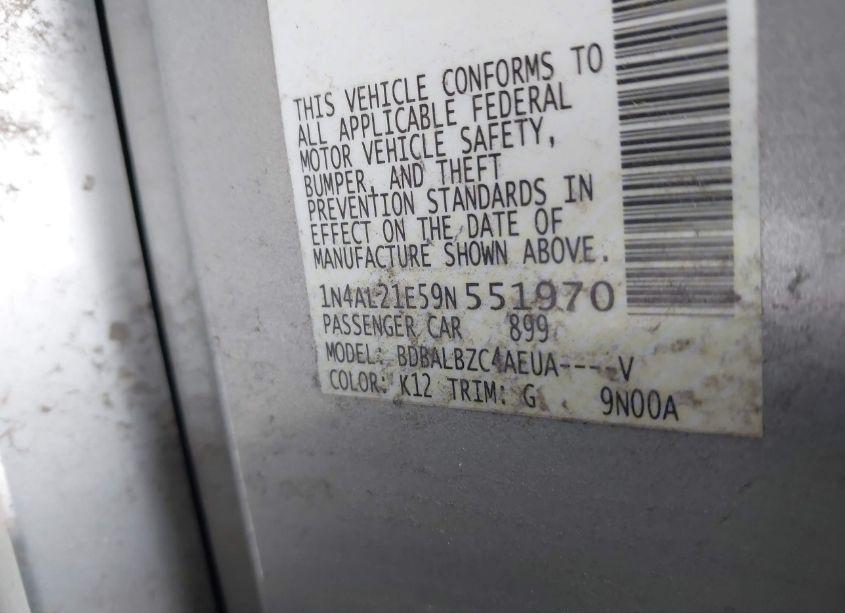 THIS VEHICLE CONFORMS TO
ALL APPLICABLE FEDERAL
MOTOR VEHICLE SAFETY,
BUMPER, AND THEFT
PREVENTION STANDARDS IN
EFFECT ON THE DATE OF
MANUFACTURE SHOWN ABOVE.
1N4AL21E59N551970
PASSENGER CAR 899
MODEL: BDBALBZC4AEUA----V
COLOR: K12 TRIM: G 9N00A